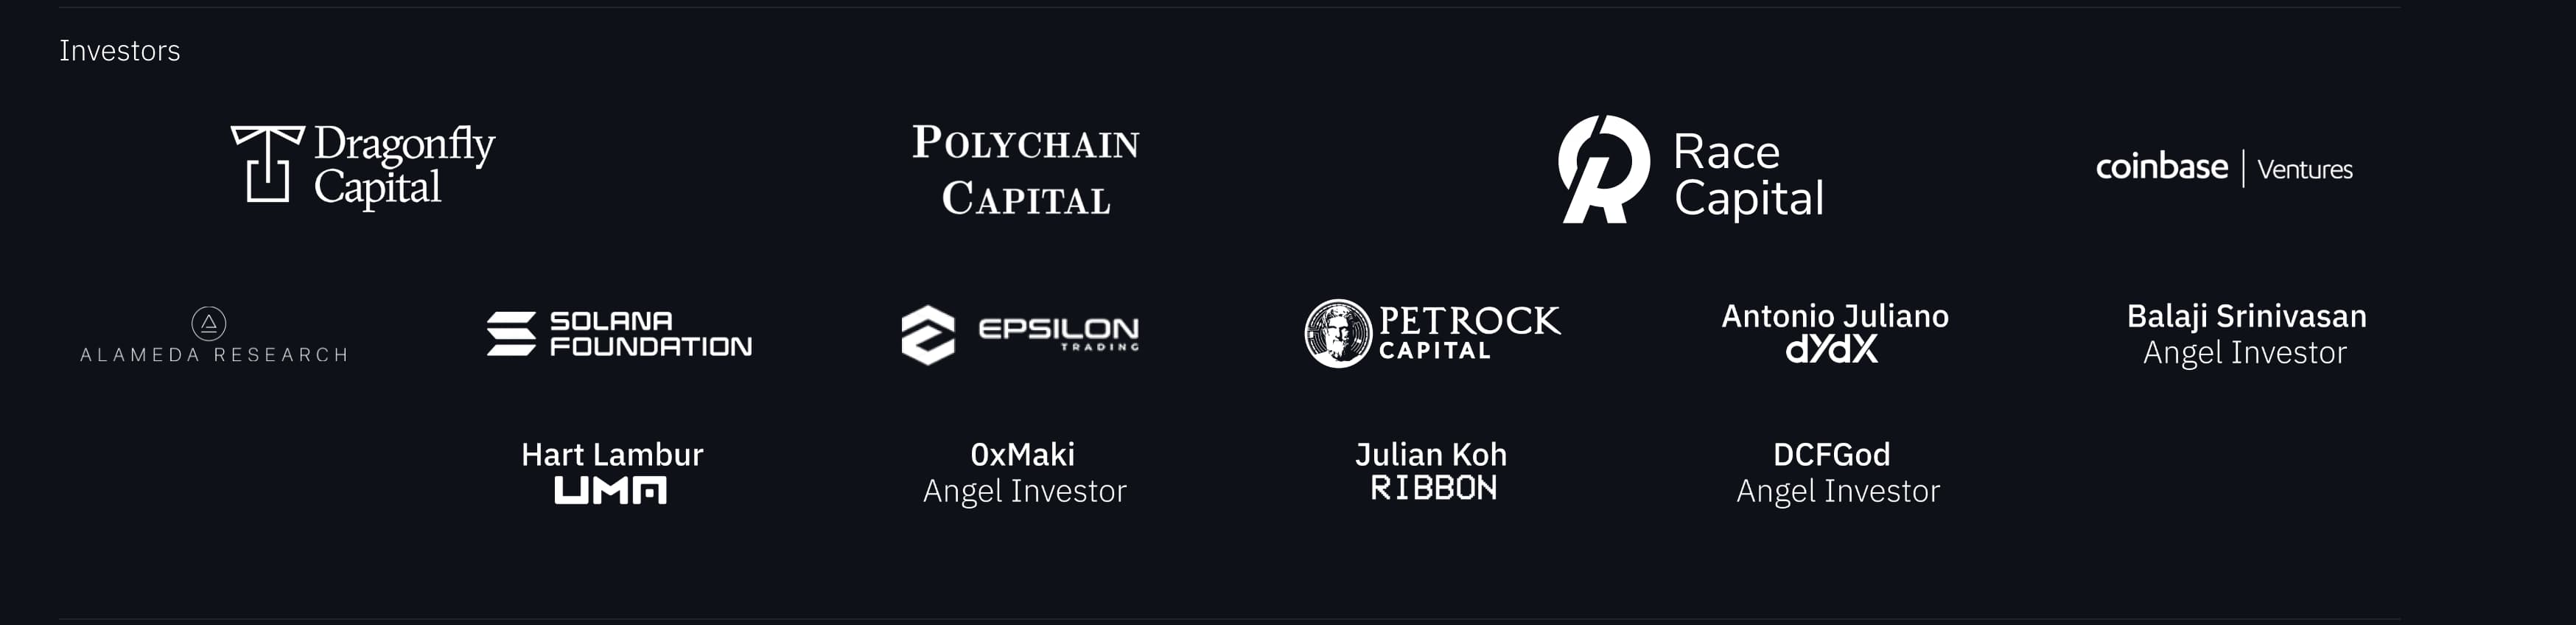 Investors
Dragonfly
Capital
POLYCHAIN
CAPITAL
Race
Capital
coinbase | Ventures
ALAMEDA RESEARCH
SOLANA
FOUNDATION
EPSILON
TRADING
PETROCK
CAPITAL
Antonio Juliano
dYdX
Balaji Srinivasan
Angel Investor
Hart Lambur
UMA
0xMaki
Angel Investor
Julian Koh
RIBBON
DCFGod
Angel Investor